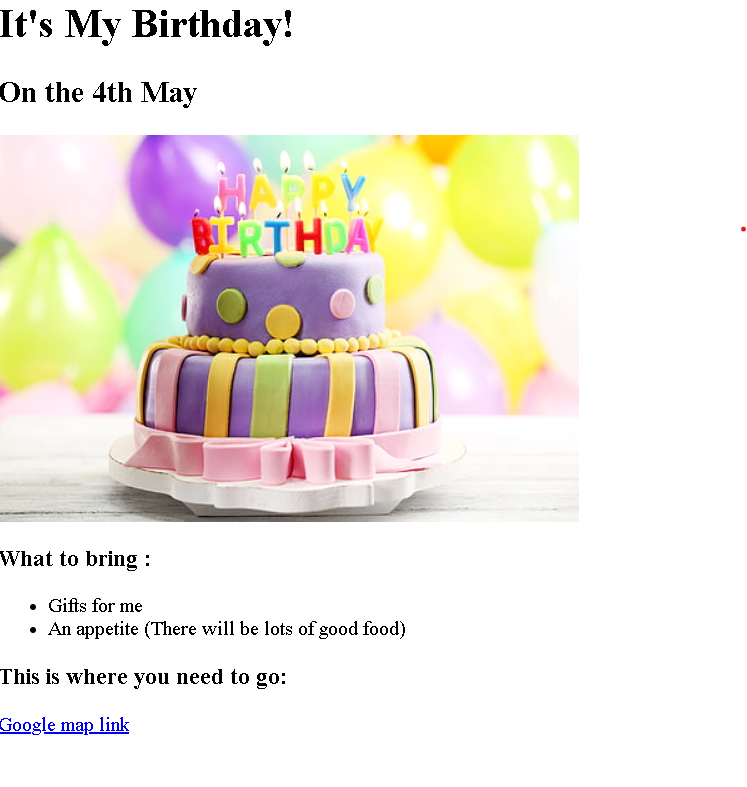 It's My Birthday!
On the 4th May
HAPPY
BIRTHDAY
What to bring :
Gifts for me
An appetite (There will be lots of good food)
This is where you need to go:
Google map link